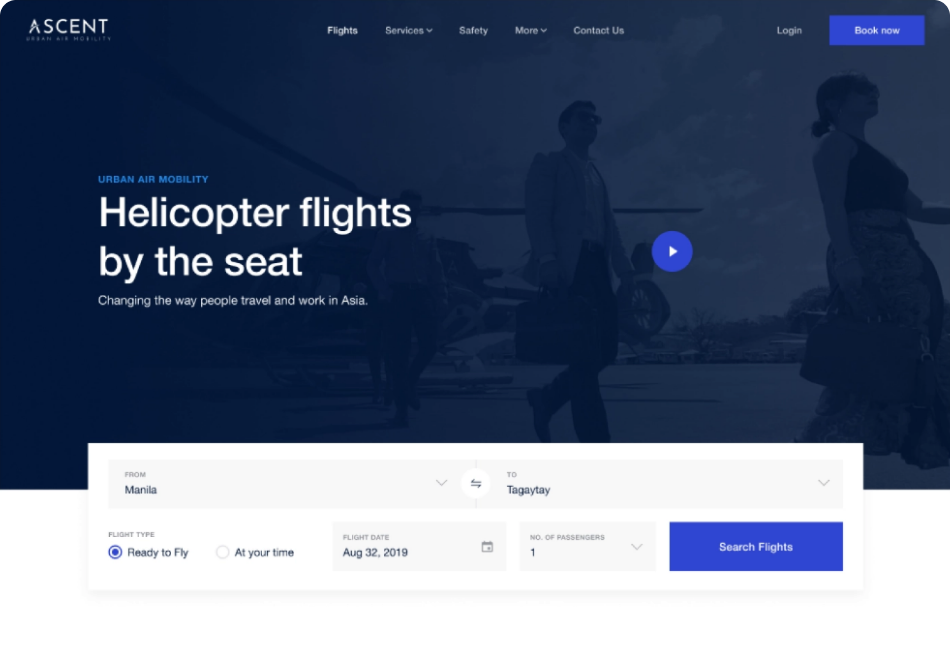 ASCENT
URBAN AIR MOBILITY
Flights
Services
Safety
More
Contact Us
Login
Book now
URBAN AIR MOBILITY
Helicopter flights
by the seat
Changing the way people travel and work in Asia.
FROM
Manila
TO
Tagaytay
FLIGHT TYPE
Ready to Fly
At your time
FLIGHT DATE
Aug 32, 2019
NO. OF PASSENGERS
1
Search Flights